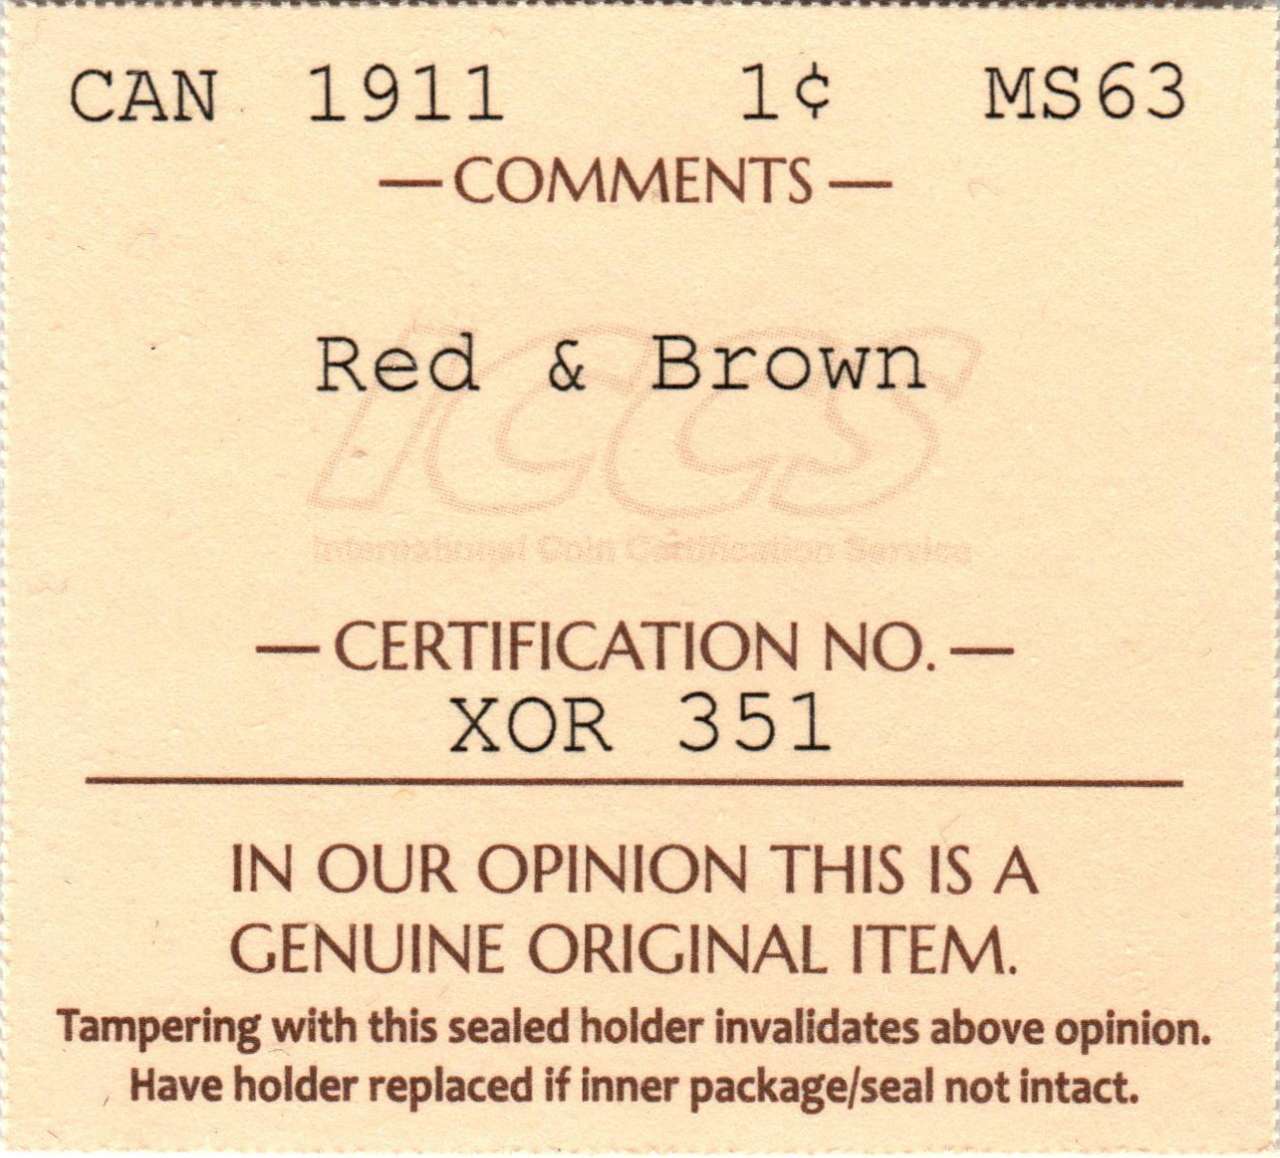 CAN 1911 1¢ MS63
— COMMENTS —
Red & Brown
ICCS
International Coin Certification Service
— CERTIFICATION NO. —
XOR 351
IN OUR OPINION THIS IS A
GENUINE ORIGINAL ITEM.
Tampering with this sealed holder invalidates above opinion.
Have holder replaced if inner package/seal not intact.